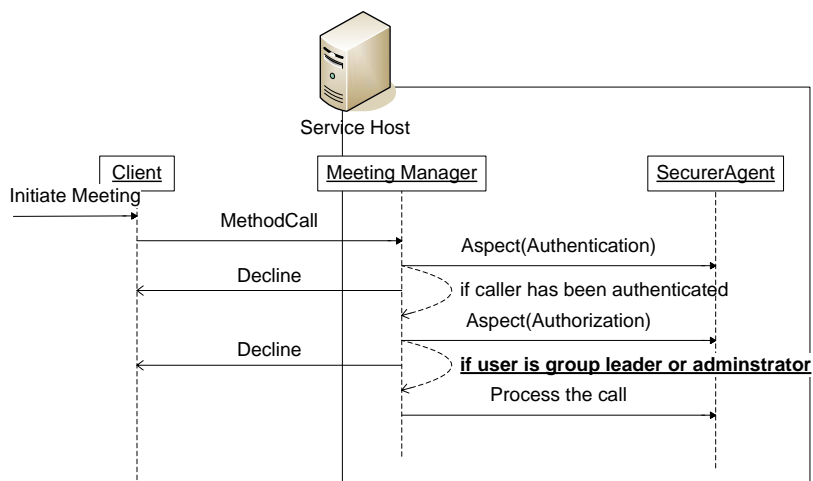 Service Host
Client
Meeting Manager
SecurerAgent
Initiate Meeting
MethodCall
Aspect(Authentication)
Decline
if caller has been authenticated
Aspect(Authorization)
Decline
if user is group leader or adminstrator
Process the call